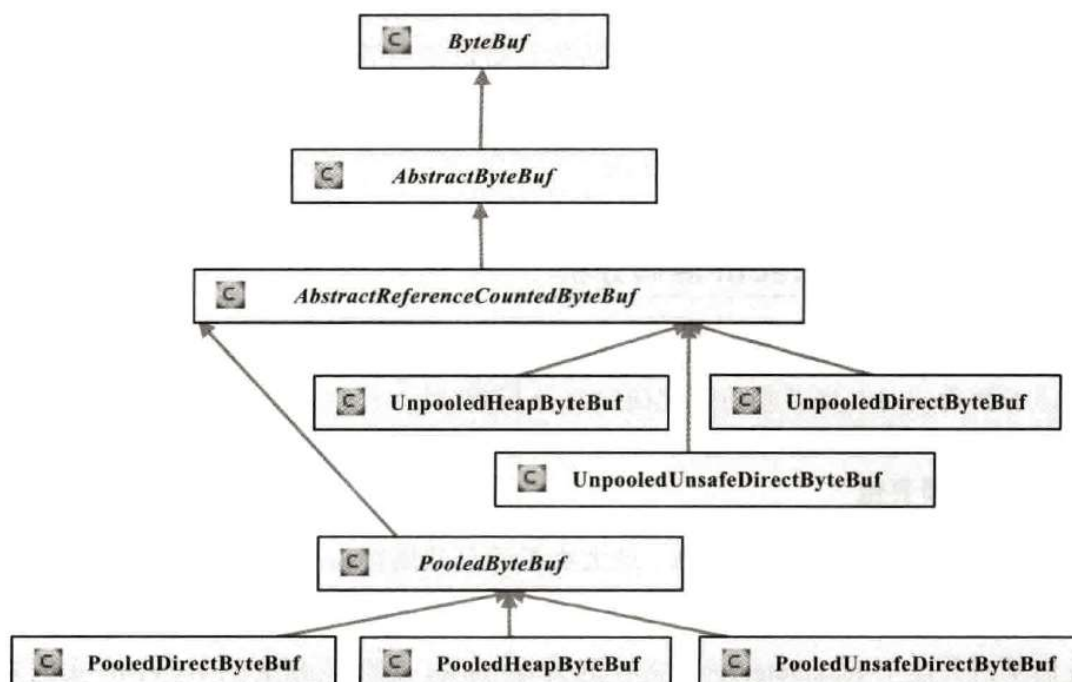 C ByteBuf
C AbstractByteBuf
C AbstractReferenceCountedByteBuf
C UnpooledHeapByteBuf
C UnpooledDirectByteBuf
C UnpooledUnsafeDirectByteBuf
C PooledByteBuf
C PooledDirectByteBuf
C PooledHeapByteBuf
C PooledUnsafeDirectByteBuf